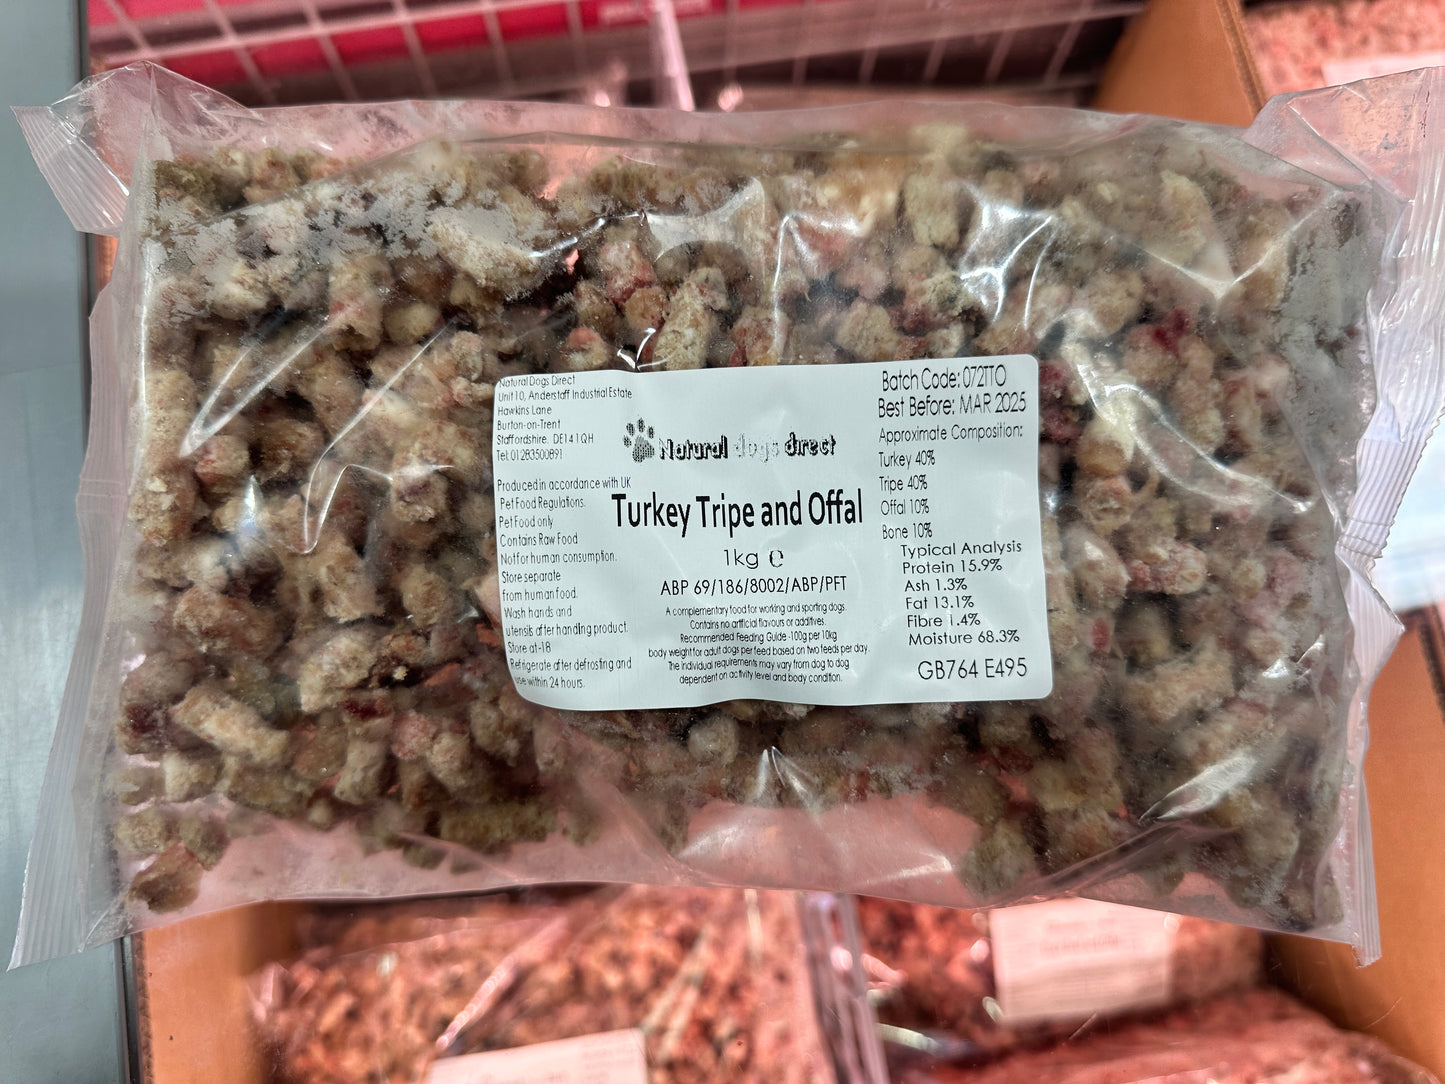 Natural Dogs Direct
Unit 10, Anderstaff Industrial Estate
Hawkins Lane
Burton-on-Trent
Staffordshire. DE14 1QH
Tel: 01283500891
Produced in accordance with UK
Pet Food Regulations.
Pet Food only
Contains Raw Food
Not for human consumption.
Store separate
from human food.
Wash hands and
utensils after handling product.
Store at -18
Refrigerate after defrosting and
use within 24 hours.
Natural dogs direct
Turkey Tripe and Offal
1kg ℮
ABP 69/186/8002/ABP/PFT
A complementary food for working and sporting dogs.
Contains no artificial flavours or additives.
Recommended Feeding Guide -100g per 10kg
body weight for adult dogs per feed based on two feeds per day.
The individual requirements may vary from dog to dog
dependent on activity level and body condition.
Batch Code: 072TTO
Best Before: MAR 2025
Approximate Composition:
Turkey 40%
Tripe 40%
Offal 10%
Bone 10%
Typical Analysis
Protein 15.9%
Ash 1.3%
Fat 13.1%
Fibre 1.4%
Moisture 68.3%
GB764 E495